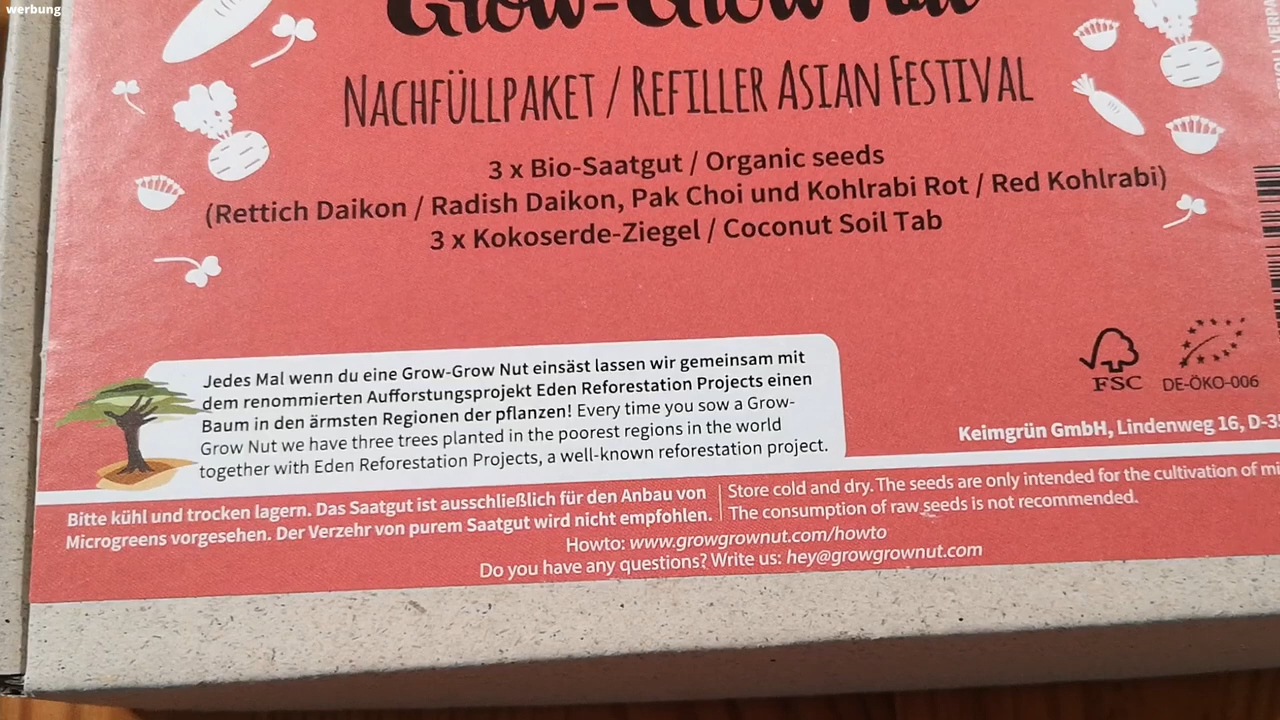 werbung
Grow-Grow Nut
NACHFÜLLPAKET / REFILLER ASIAN FESTIVAL
3 x Bio-Saatgut / Organic seeds
(Rettich Daikon / Radish Daikon, Pak Choi und Kohlrabi Rot / Red Kohlrabi)
3 x Kokoserde-Ziegel / Coconut Soil Tab
Jedes Mal wenn du eine Grow-Grow Nut einsäst lassen wir gemeinsam mit
dem renommierten Aufforstungsprojekt Eden Reforestation Projects einen
Baum in den ärmsten Regionen der pflanzen! Every time you sow a Grow-
Grow Nut we have three trees planted in the poorest regions in the world
together with Eden Reforestation Projects, a well-known reforestation project.
FSC
DE-ÖKO-006
Keimgrün GmbH, Lindenweg 16, D-3
Bitte kühl und trocken lagern. Das Saatgut ist ausschließlich für den Anbau von
Microgreens vorgesehen. Der Verzehr von purem Saatgut wird nicht empfohlen.
Store cold and dry. The seeds are only intended for the cultivation of mi
The consumption of raw seeds is not recommended.
Howto: www.growgrownut.com/howto
Do you have any questions? Write us: hey@growgrownut.com